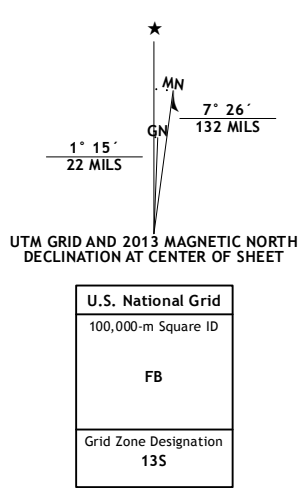 ★
MN
7° 26´
GN
132 MILS
1° 15´
22 MILS
UTM GRID AND 2013 MAGNETIC NORTH
DECLINATION AT CENTER OF SHEET
U.S. National Grid
100,000-m Square ID
FB
Grid Zone Designation
13S